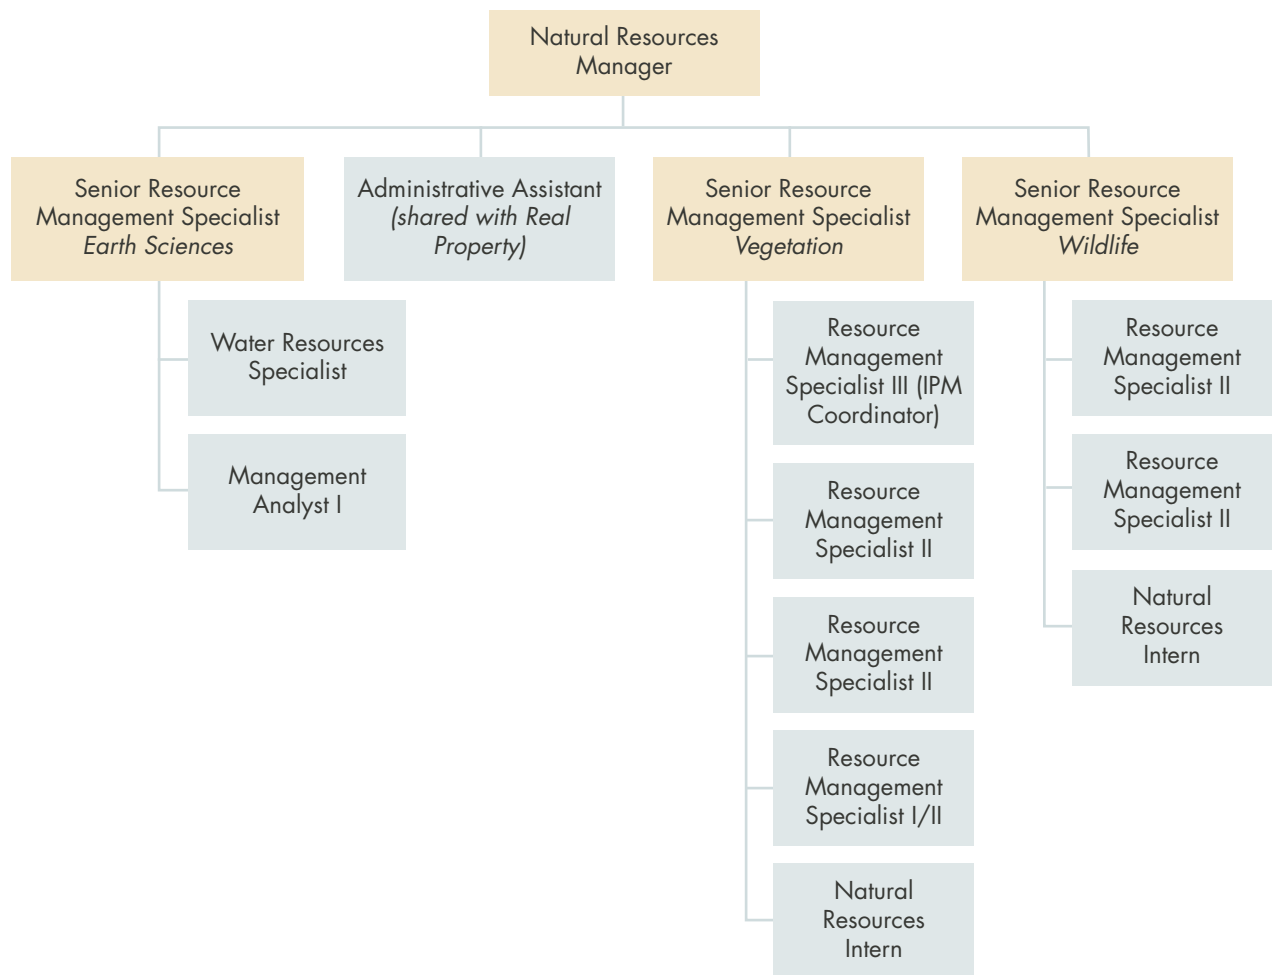 Natural Resources
Manager
Senior Resource
Management Specialist
Earth Sciences
Administrative Assistant
(shared with Real
Property)
Senior Resource
Management Specialist
Vegetation
Senior Resource
Management Specialist
Wildlife
Water Resources
Specialist
Management
Analyst I
Resource
Management
Specialist III (IPM
Coordinator)
Resource
Management
Specialist II
Resource
Management
Specialist II
Resource
Management
Specialist I/II
Natural
Resources
Intern
Resource
Management
Specialist II
Resource
Management
Specialist II
Natural
Resources
Intern